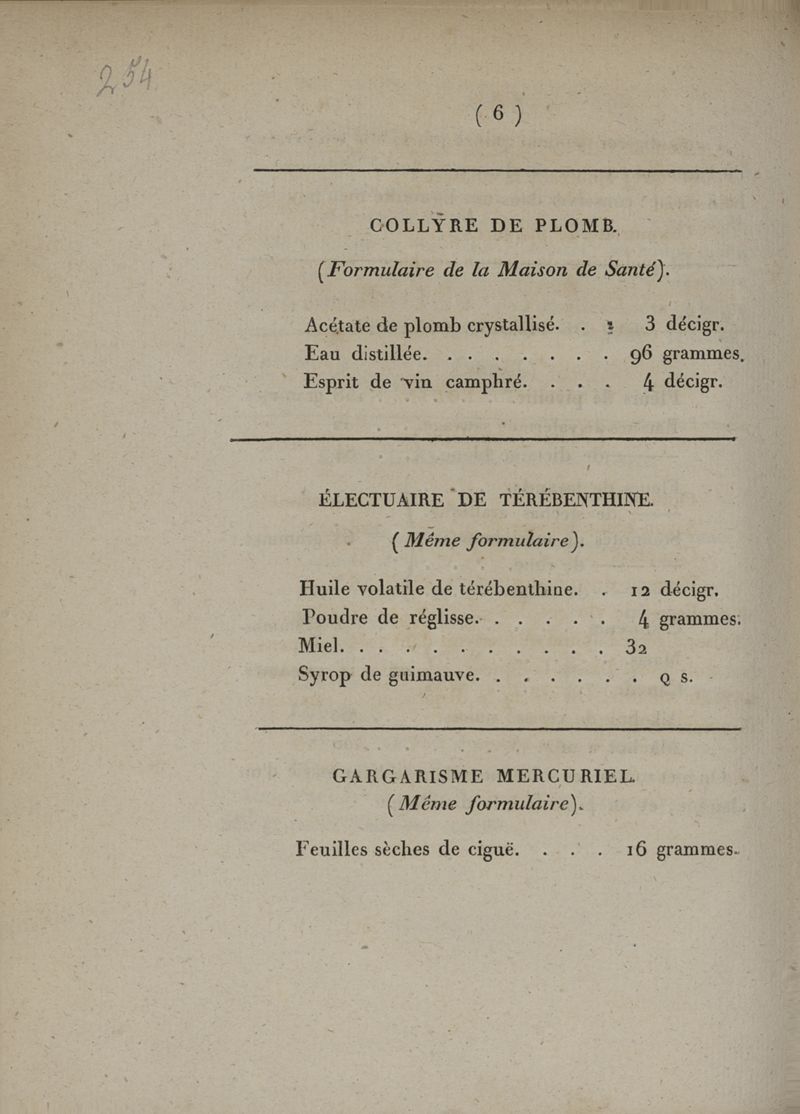 254
( 6 )
COLLYRE DE PLOMB.
(Formulaire de la Maison de Santé).
Acétate de plomb crystallisé. . . 3 décigr.
Eau distillée. . . . . . . . 96 grammes.
Esprit de vin camphré. . . . 4 décigr.
ÉLECTUAIRE DE TÉRÉBENTHINE.
( Même formulaire ).
Huile volatile de térébenthine. . 12 décigr.
Poudre de réglisse. . . . . . 4 grammes.
Miel. . . . . . . . . . . 32
Syrop de guimauve. . . . . . . Q s.
GARGARISME MERCURIEL.
( Même formulaire ).
Feuilles sèches de ciguë. . . . 16 grammes.